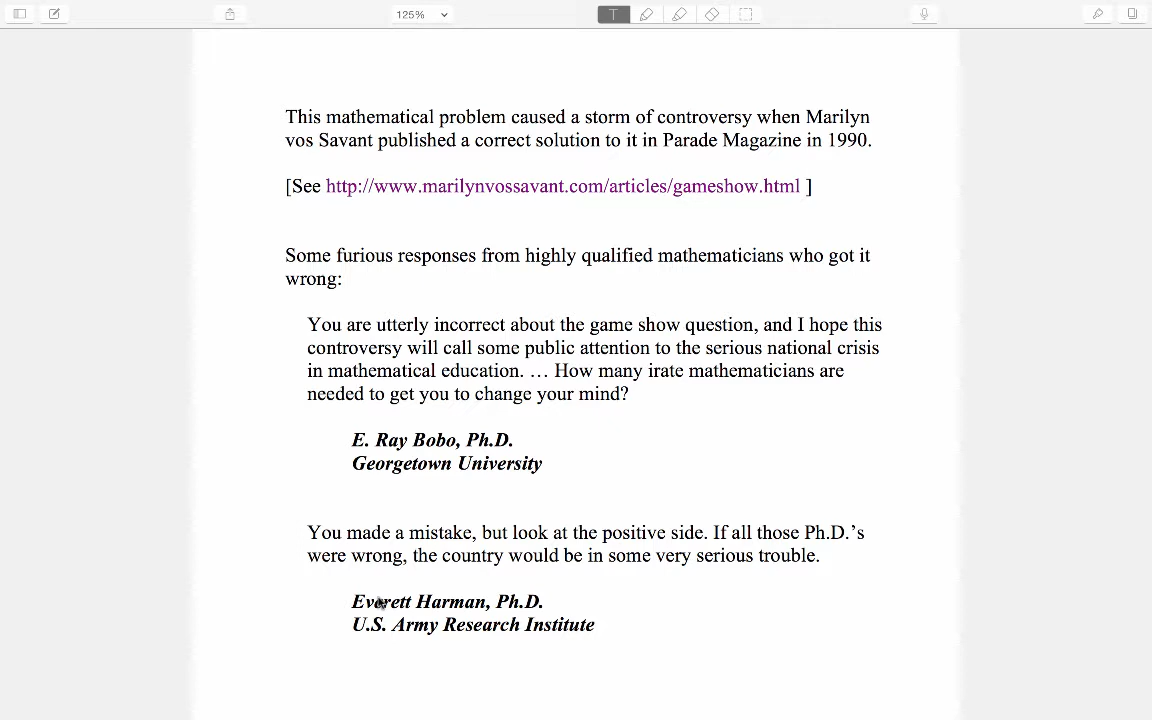 125%
T
This mathematical problem caused a storm of controversy when Marilyn
vos Savant published a correct solution to it in Parade Magazine in 1990.
[See http://www.marilynvossavant.com/articles/gameshow.html ]
Some furious responses from highly qualified mathematicians who got it
wrong:
You are utterly incorrect about the game show question, and I hope this
controversy will call some public attention to the serious national crisis
in mathematical education. … How many irate mathematicians are
needed to get you to change your mind?
E. Ray Bobo, Ph.D.
Georgetown University
You made a mistake, but look at the positive side. If all those Ph.D.’s
were wrong, the country would be in some very serious trouble.
Everett Harman, Ph.D.
U.S. Army Research Institute